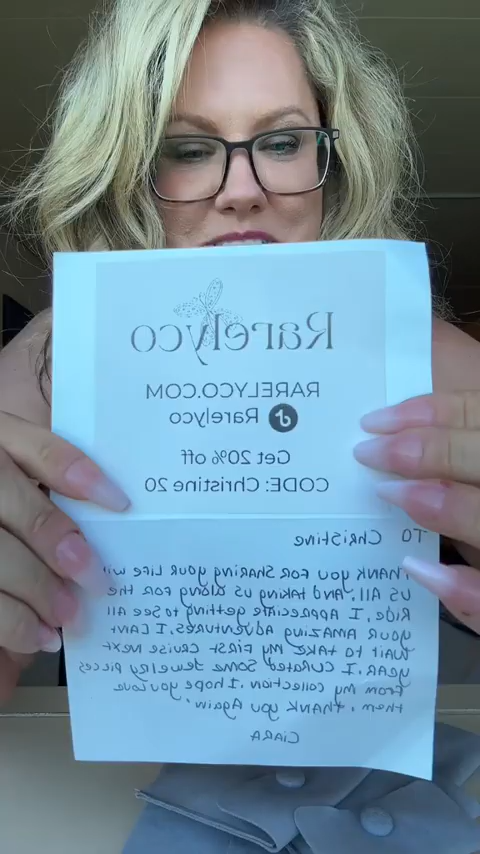 Rarelyco
RARELYCO.COM
Rarelyco
Get 20% off
CODE: Christine 20
TO Christine
THANK you FOR SHARING YOUR LIFE
us ALL, AND taking us along FOR the
Ride. I Appreciate getting to see All
your AMAZING ADVENTURES. I CAN'T
WAIT to take my FIRST CRUISE next
year. I CURATED Some Jewelry pieces
From my collection. I hope you love
them. THANK you Again.
CIARA